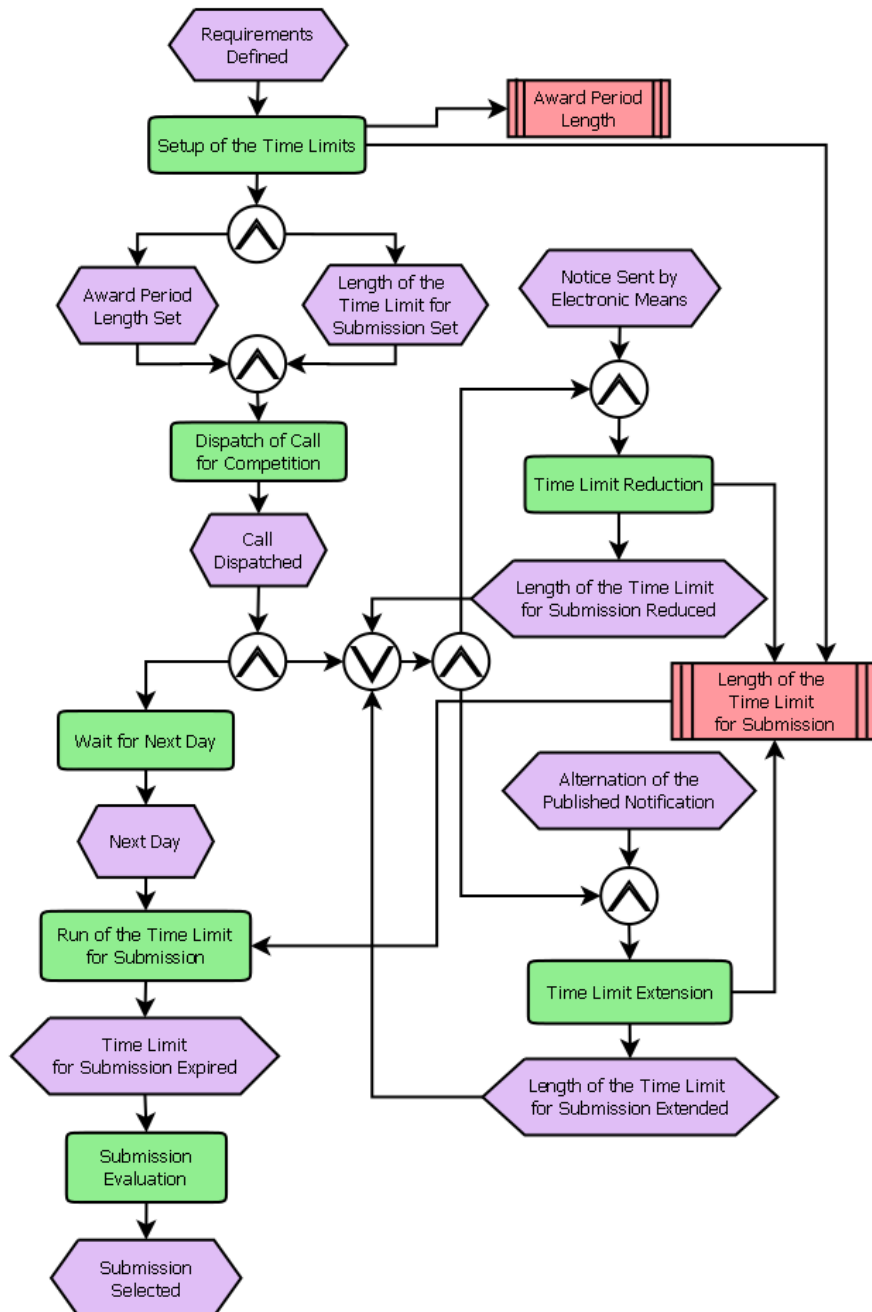 Requirements
Defined
Award Period
Length
Setup of the Time Limits
Award Period
Length Set
Length of the
Time Limit for
Submission Set
Notice Sent by
Electronic Means
Dispatch of Call
for Competition
Time Limit Reduction
Call
Dispatched
Length of the Time Limit
for Submission Reduced
Length of the
Time Limit
for Submission
Wait for Next Day
Alternation of the
Published Notification
Next Day
Run of the Time Limit
for Submission
Time Limit Extension
Time Limit
for Submission Expired
Length of the Time Limit
for Submission Extended
Submission
Evaluation
Submission
Selected